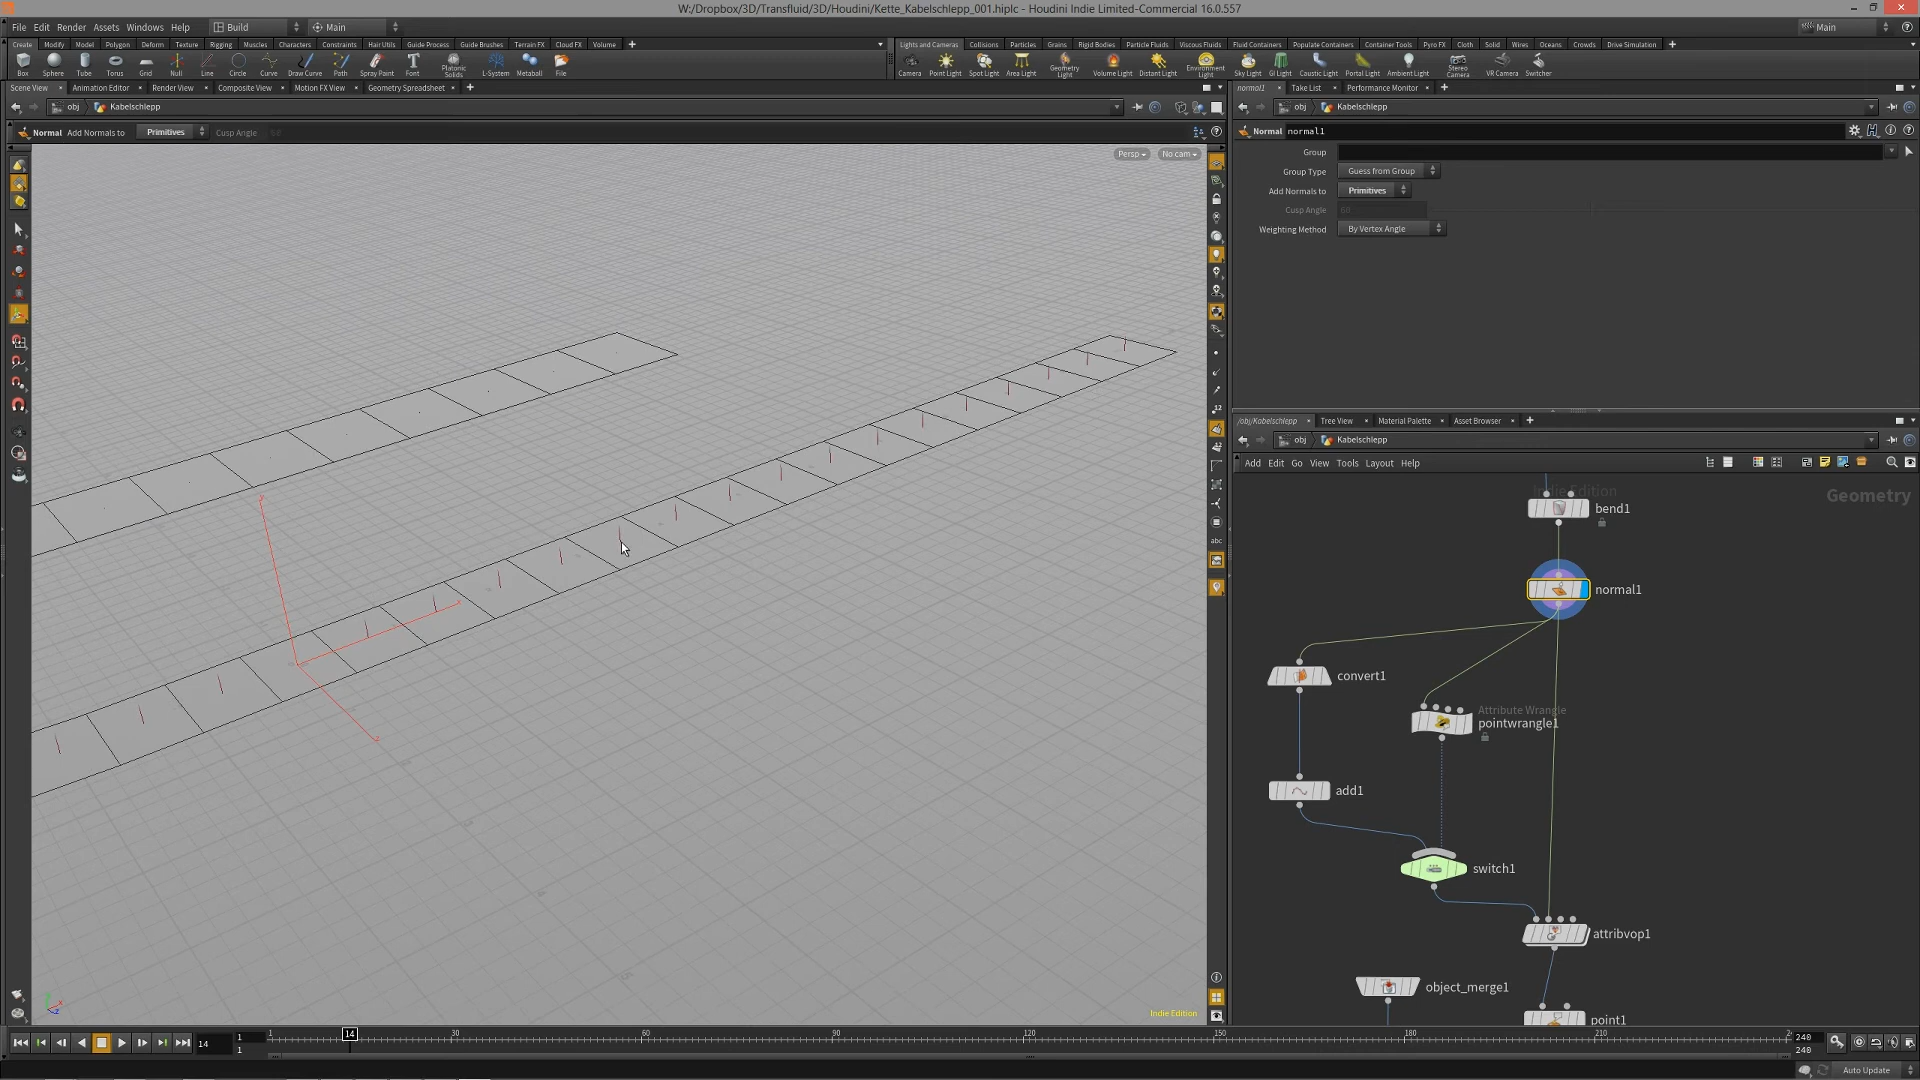 W:/Dropbox/3D/Transfluid/3D/Houdini/Kette_Kabelschlepp_001.hiplc - Houdini Indie Limited-Commercial 16.0.557
File Edit Render Assets Windows Help Build Main Main
Create Modify Model Polygon Deform Texture Rigging Muscles Characters Constraints Hair Utils Guide Process Guide Brushes Terrain FX Cloud FX Volume
Lights and Cameras Collisions Particles Grains Rigid Bodies Particle Fluids Viscous Fluids Fluid Containers Populate Containers Container Tools Pyro FX Cloth Solid Wires Oceans Crowds Drive Simulation
Box Sphere Tube Torus Grid Null Line Circle Curve Draw Curve Path Spray Paint Font Platonic Solids L-System Metaball File
Camera Point Light Spot Light Area Light Geometry Light Volume Light Distant Light Environment Light Sky Light GI Light Caustic Light Portal Light Ambient Light Stereo Camera VR Camera Switcher
Scene View Animation Editor Render View Composite View Motion FX View Geometry Spreadsheet
obj Kabelschlepp
Normal Add Normals to Primitives Cusp Angle 60
Persp No cam
normal1 Take List Performance Monitor
obj Kabelschlepp
Normal normal1
Group
Group Type Guess from Group
Add Normals to Primitives
Cusp Angle 60
Weighting Method By Vertex Angle
/obj/Kabelschlepp Tree View Material Palette Asset Browser
obj Kabelschlepp
Add Edit Go View Tools Layout Help
Indie Edition
Geometry
bend1
normal1
convert1
Attribute Wrangle
pointwrangle1
add1
switch1
attribvop1
object_merge1
point1
y
x
z
abc
Indie Edition
14
1
1
1 14 30 60 90 120 150 180 210
240
240
Auto Update